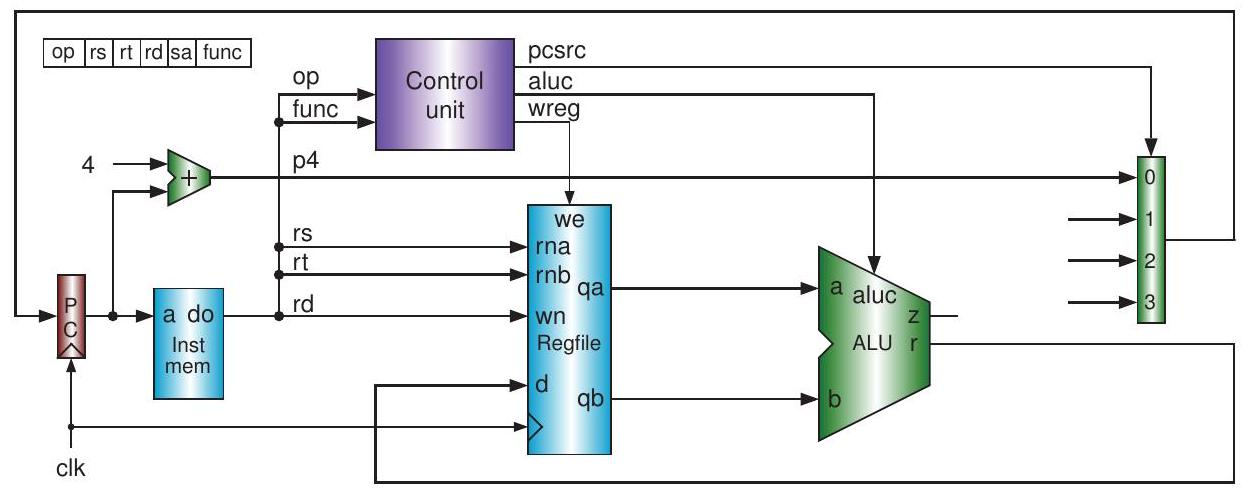 op rs rt rd sa func
Control
unit
op
func
pcsrc
aluc
wreg
4
+
p4
0
1
2
3
rs
rt
rd
we
rna
rnb
qa
wn
Regfile
d
qb
P
C
a do
Inst
mem
a
aluc
z
ALU
r
b
clk